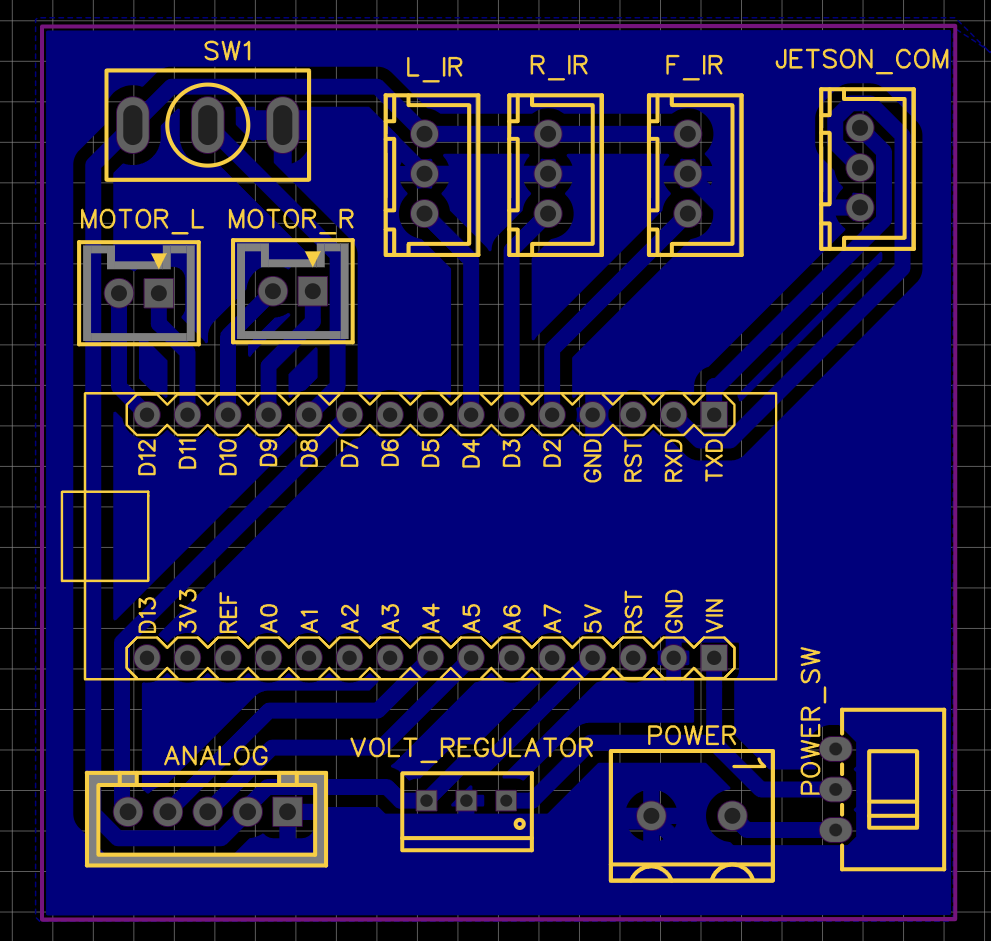 SW1
L_IR
R_IR
F_IR
JETSON_COM
MOTOR_L
MOTOR_R
D12
D11
D10
D9
D8
D7
D6
D5
D4
D3
D2
GND
RST
RXD
TXD
D13
3V3
REF
A0
A1
A2
A3
A4
A5
A6
A7
5V
RST
GND
VIN
POWER_SW
ANALOG
VOLT_REGULATOR
POWER
1